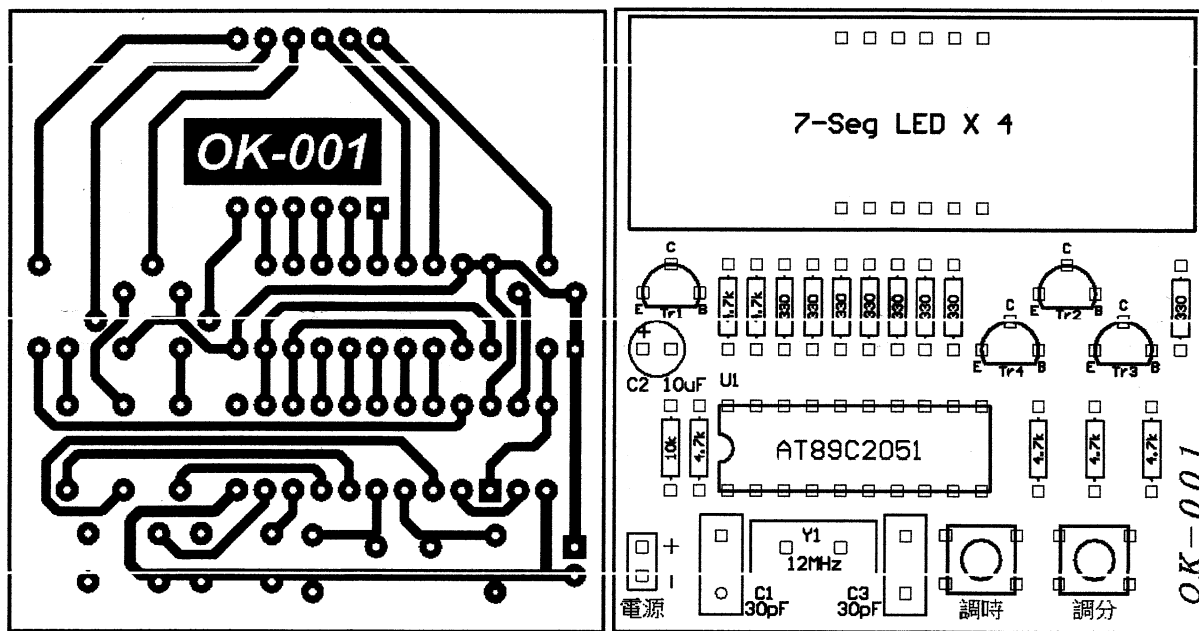 OK-001
7-Seg LED X 4
C
E Tr1 B
4.7k
4.7k
330
330
330
330
330
330
330
C
E Tr2 B
C
E Tr4 B
C
E Tr3 B
330
+
C2 10uF
U1
10k
4.7k
AT89C2051
4.7k
4.7k
4.7k
OK-001
+
-
電源
C1
30pF
Y1
12MHz
C3
30pF
調時
調分